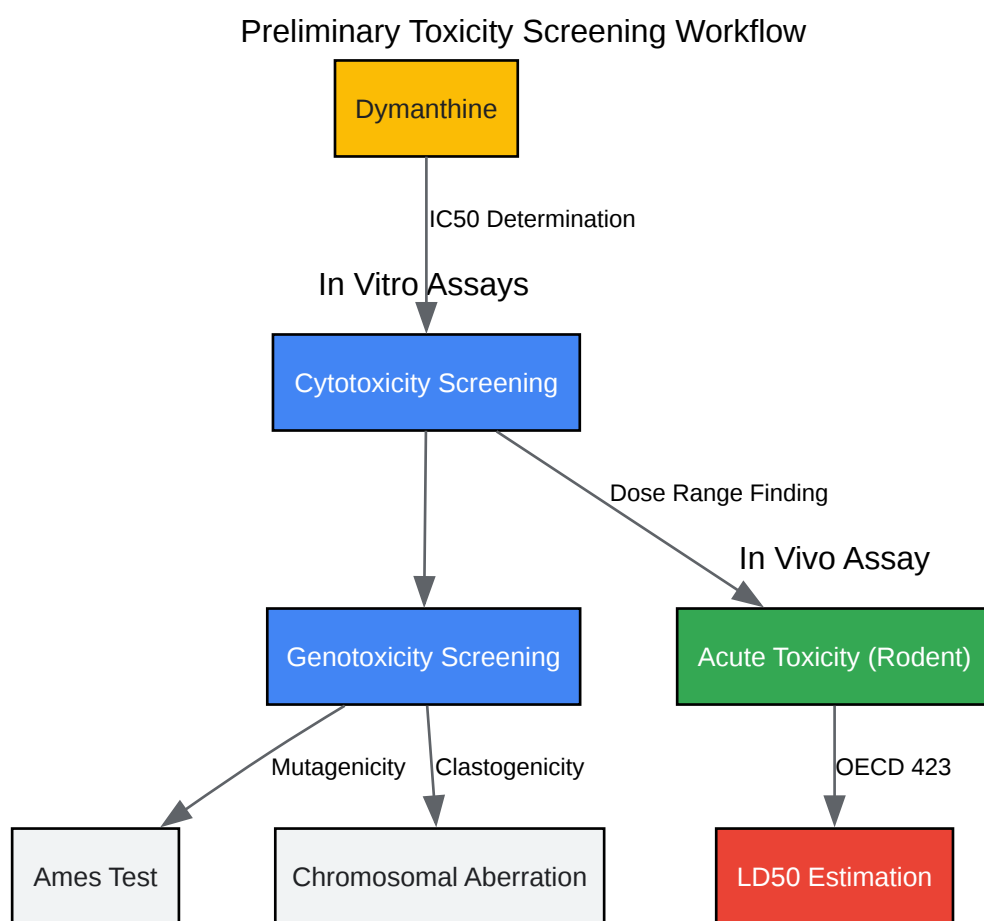 Preliminary Toxicity Screening Workflow
Dymanthine
IC50 Determination
In Vitro Assays
Cytotoxicity Screening
Dose Range Finding
In Vivo Assay
Genotoxicity Screening
Acute Toxicity (Rodent)
Mutagenicity
Clastogenicity
OECD 423
Ames Test
Chromosomal Aberration
LD50 Estimation